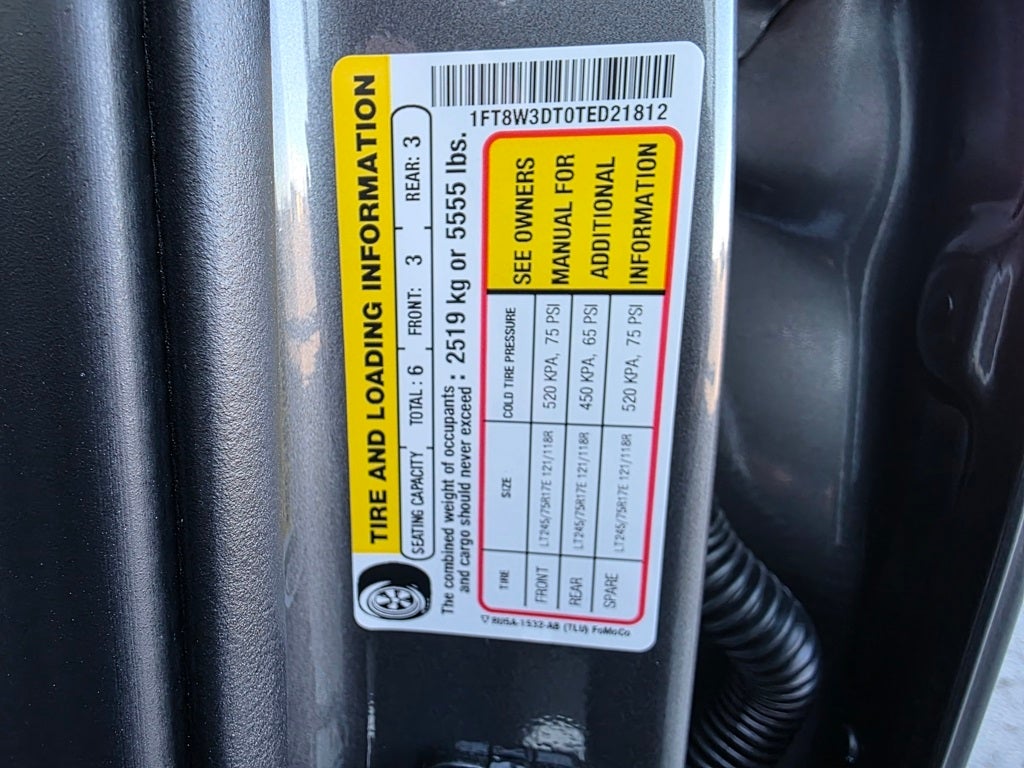 1FT8W3DT0TED21812
TIRE AND LOADING INFORMATION
SEATING CAPACITY TOTAL: 6 FRONT: 3 REAR: 3
The combined weight of occupants : 2519 kg or 5555 lbs.
and cargo should never exceed
TIRE SIZE COLD TIRE PRESSURE
FRONT LT245/75R17E 121/118R 520 KPA, 75 PSI
REAR LT245/75R17E 121/118R 450 KPA, 65 PSI
SPARE LT245/75R17E 121/118R 520 KPA, 75 PSI
SEE OWNERS
MANUAL FOR
ADDITIONAL
INFORMATION
1532-AB (TLU) FoMoCo